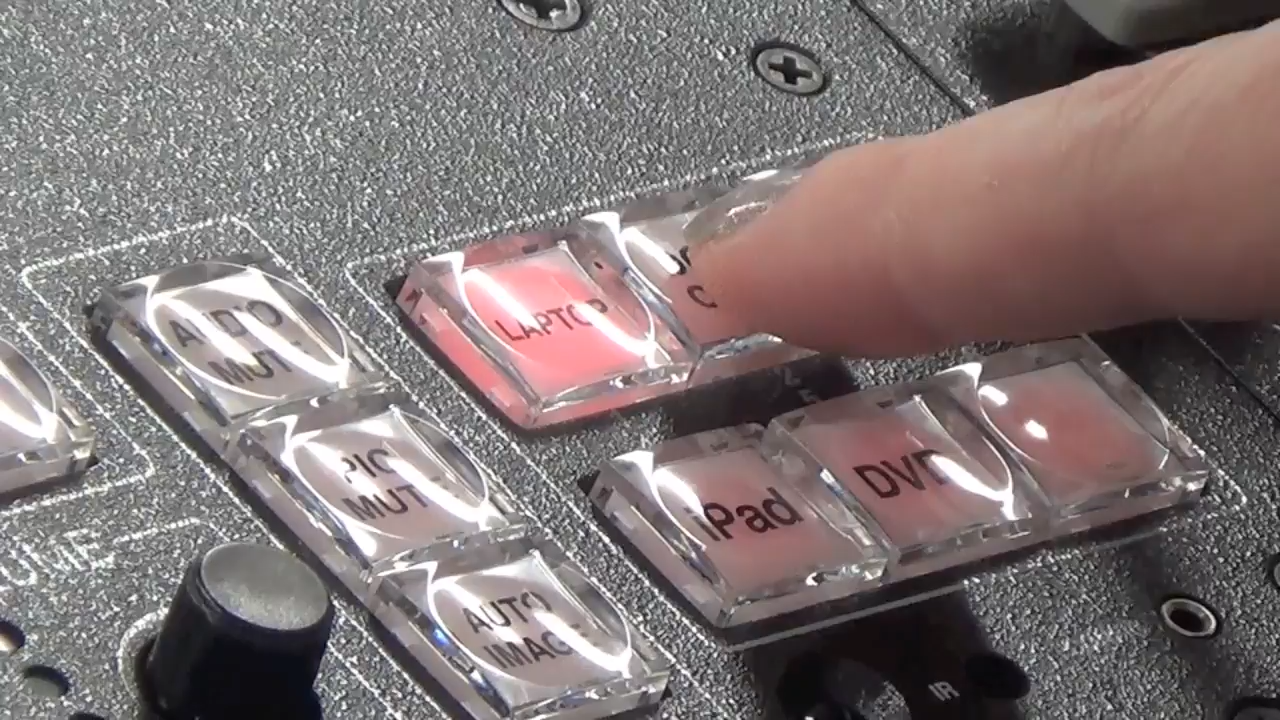 LAPTOP
AUDIO
MUTE
PIC
MUTE
iPad
DVD
AUTO
IMAGE
IR